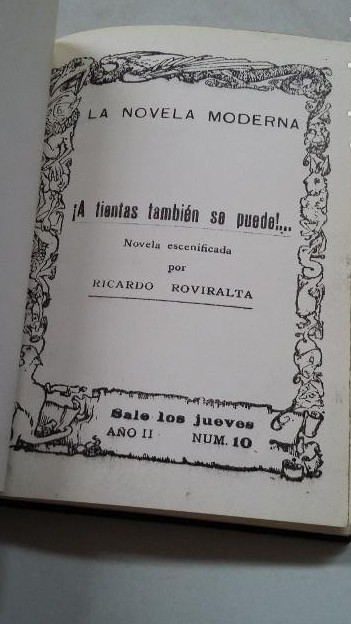 LA NOVELA MODERNA
¡A tientas también se puede!...
Novela escenificada
por
RICARDO ROVIRALTA
Sale los jueves
AÑO II NUM. 10